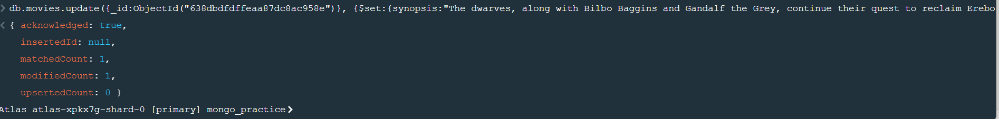 > db.movies.update({_id:ObjectId("638dbdfdffeaa87dc8ac958e")}, {$set:{synopsis:"The dwarves, along with Bilbo Baggins and Gandalf the Grey, continue their quest to reclaim Erebo
< { acknowledged: true,
insertedId: null,
matchedCount: 1,
modifiedCount: 1,
upsertedCount: 0 }
Atlas atlas-xpkx7g-shard-0 [primary] mongo_practice>